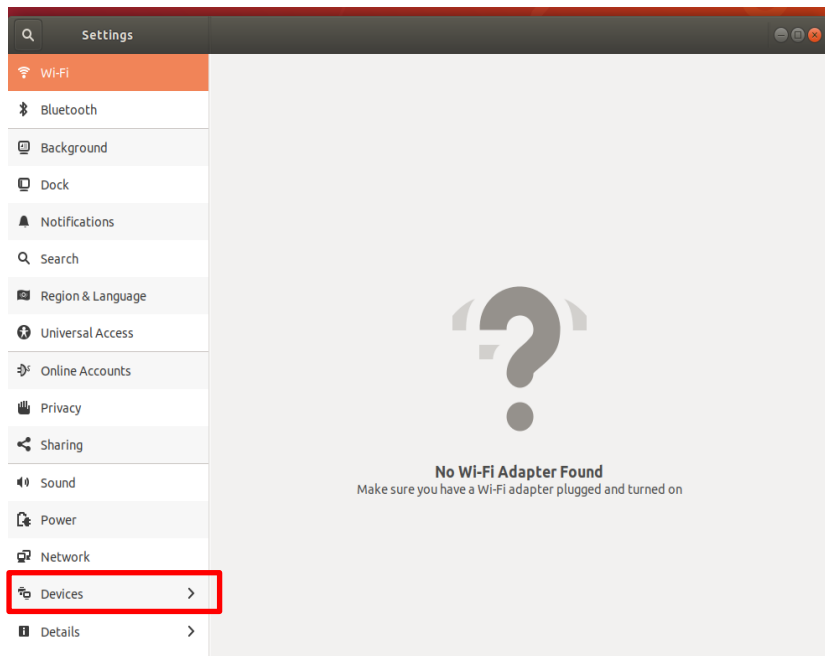 Settings
Wi-Fi
Bluetooth
Background
Dock
Notifications
Search
Region & Language
Universal Access
Online Accounts
Privacy
Sharing
Sound
Power
Network
Devices
Details
No Wi-Fi Adapter Found
Make sure you have a Wi-Fi adapter plugged and turned on